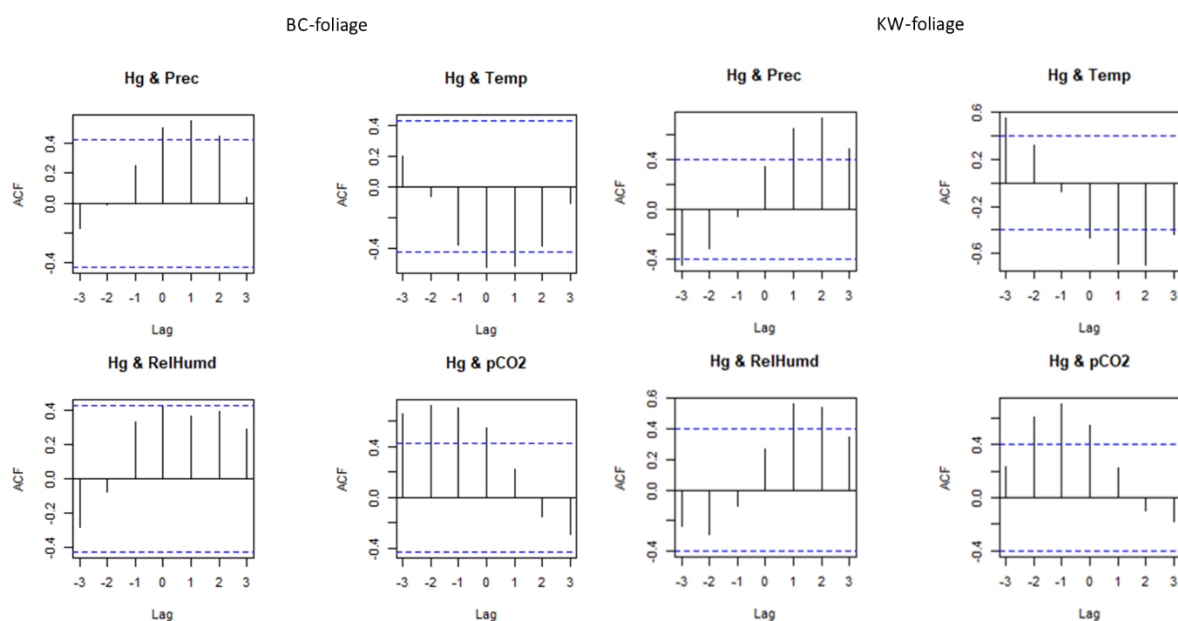 BC-foliage
KW-foliage
Hg & Prec
ACF
0.4
0.2
0.0
-0.4
-3 -2 -1 0 1 2 3
Lag
Hg & Temp
ACF
0.4
0.0
-0.4
-3 -2 -1 0 1 2 3
Lag
Hg & Prec
ACF
0.4
0.0
-0.4
-3 -2 -1 0 1 2 3
Lag
Hg & Temp
ACF
0.6
0.2
-0.2
-0.6
-3 -2 -1 0 1 2 3
Lag
Hg & RelHumd
ACF
0.4
0.2
0.0
-0.2
-0.4
-3 -2 -1 0 1 2 3
Lag
Hg & pCO2
ACF
0.4
0.0
-0.4
-3 -2 -1 0 1 2 3
Lag
Hg & RelHumd
ACF
0.6
0.4
0.2
0.0
-0.4
-3 -2 -1 0 1 2 3
Lag
Hg & pCO2
ACF
0.4
0.0
-0.4
-3 -2 -1 0 1 2 3
Lag